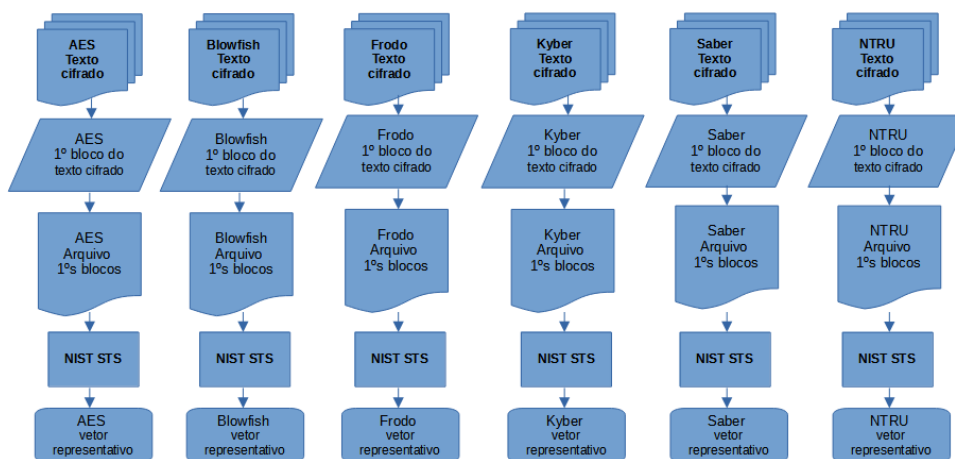 AES
Texto
cifrado
Blowfish
Texto
cifrado
Frodo
Texto
cifrado
Kyber
Texto
cifrado
Saber
Texto
cifrado
NTRU
Texto
cifrado
AES
1º bloco do
texto cifrado
Blowfish
1º bloco do
texto cifrado
Frodo
1º bloco do
texto cifrado
Kyber
1º bloco do
texto cifrado
Saber
1º bloco do
texto cifrado
NTRU
1º bloco do
texto cifrado
AES
Arquivo
1ºs blocos
Blowfish
Arquivo
1ºs blocos
Frodo
Arquivo
1ºs blocos
Kyber
Arquivo
1ºs blocos
Saber
Arquivo
1ºs blocos
NTRU
Arquivo
1ºs blocos
NIST STS
NIST STS
NIST STS
NIST STS
NIST STS
NIST STS
AES
vetor
representativo
Blowfish
vetor
representativo
Frodo
vetor
representativo
Kyber
vetor
representativo
Saber
vetor
representativo
NTRU
vetor
representativo